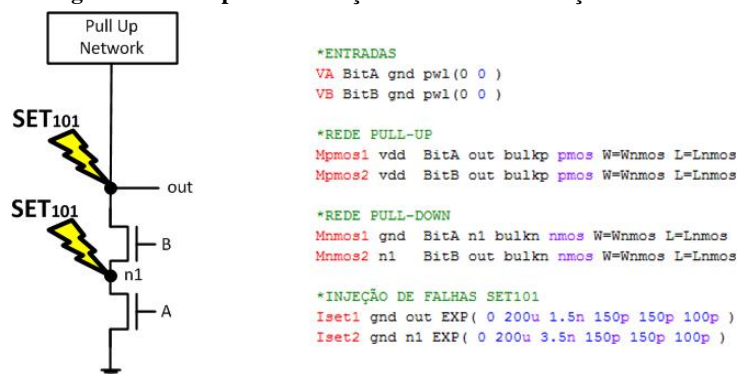 Pull Up
Network
SET101
out
SET101
B
n1
A
*ENTRADAS
VA BitA gnd pwl(0 0 )
VB BitB gnd pwl(0 0 )
*REDE PULL-UP
Mpmos1 vdd BitA out bulkp pmos W=Wnmos L=Lnmos
Mpmos2 vdd BitB out bulkp pmos W=Wnmos L=Lnmos
*REDE PULL-DOWN
Mnmos1 gnd BitA n1 bulkn nmos W=Wnmos L=Lnmos
Mnmos2 n1 BitB out bulkn nmos W=Wnmos L=Lnmos
*INJEÇÃO DE FALHAS SET101
Iset1 gnd out EXP( 0 200u 1.5n 150p 150p 100p )
Iset2 gnd n1 EXP( 0 200u 3.5n 150p 150p 100p )